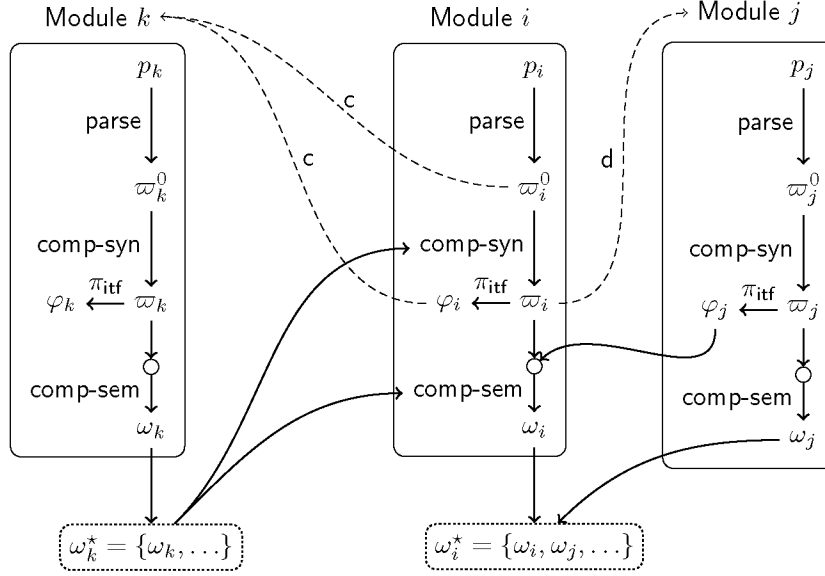 Module k
p_k
parse
ϖ_k^0
comp-syn
φ_k
π_itf
ϖ_k
comp-sem
ω_k
ω_k^⋆ = {ω_k, …}
Module i
p_i
c
parse
c
ϖ_i^0
comp-syn
φ_i
π_itf
ϖ_i
comp-sem
ω_i
ω_i^⋆ = {ω_i, ω_j, …}
Module j
p_j
parse
d
ϖ_j^0
comp-syn
φ_j
π_itf
ϖ_j
comp-sem
ω_j